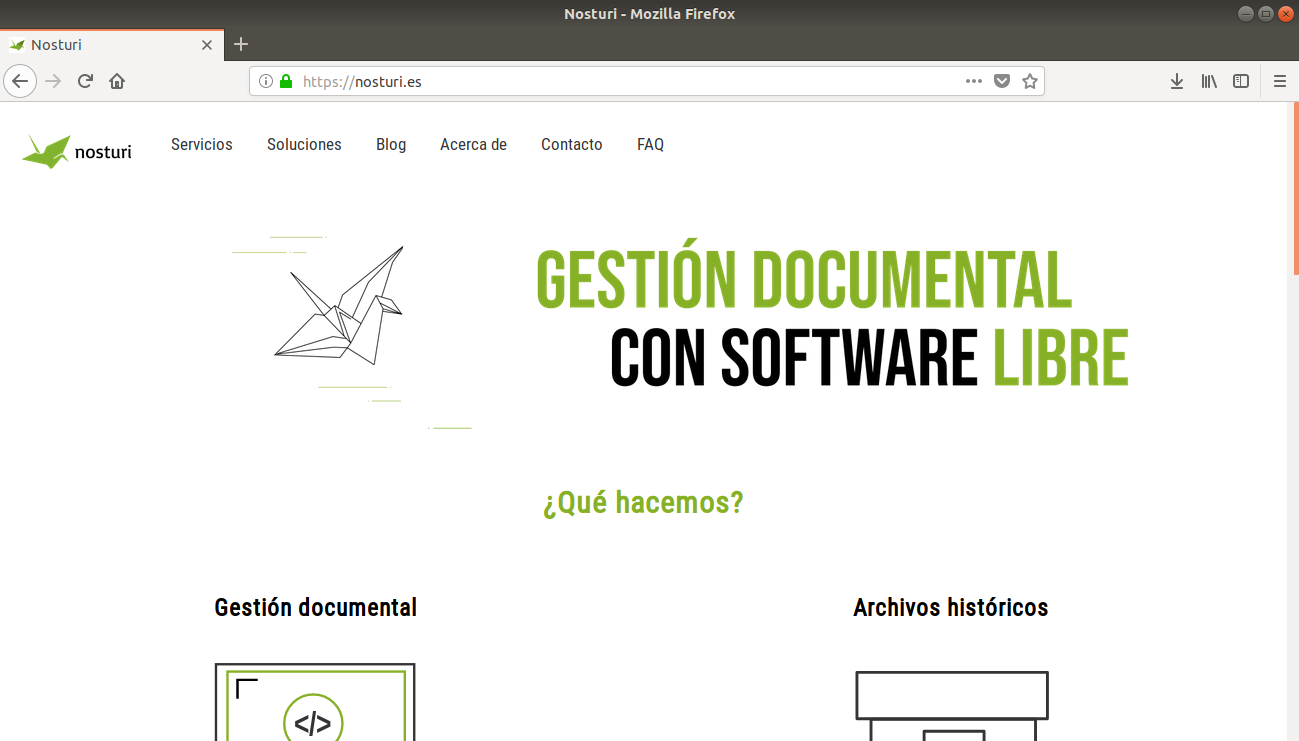 Nosturi - Mozilla Firefox
Nosturi
https://nosturi.es
nosturi Servicios Soluciones Blog Acerca de Contacto FAQ
GESTIÓN DOCUMENTAL
CON SOFTWARE LIBRE
¿Qué hacemos?
Gestión documental Archivos históricos
</>